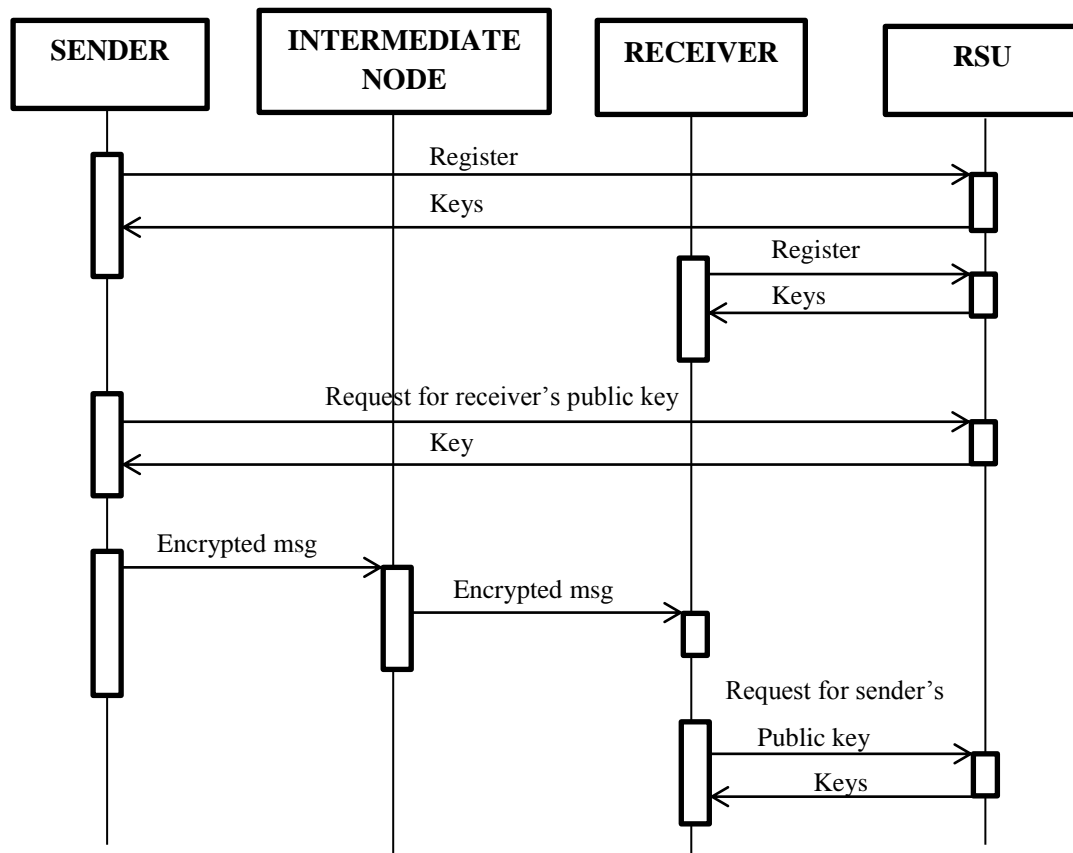 SENDER
INTERMEDIATE
NODE
RECEIVER
RSU
Register
Keys
Register
Keys
Request for receiver’s public key
Key
Encrypted msg
Encrypted msg
Request for sender’s
Public key
Keys